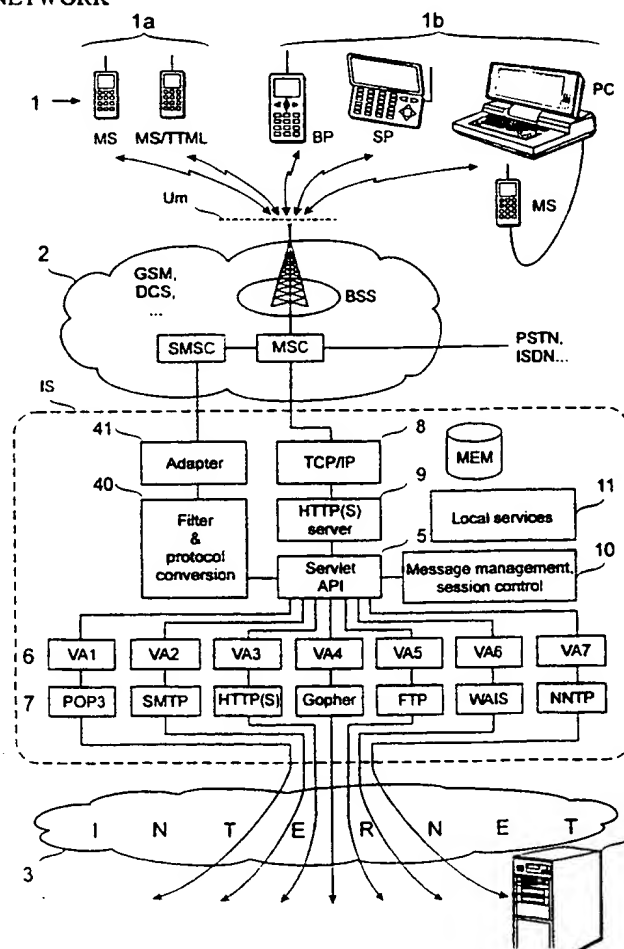 NETWORK
1a
1b
1
MS
MS/TTML
BP
SP
PC
MS
Um
2
GSM,
DCS,
...
BSS
SMSC
MSC
PSTN,
ISDN...
IS
41
8
Adapter
TCP/IP
MEM
40
9
11
Filter
&
protocol
conversion
HTTP(S)
server
Local services
5
10
Servlet
API
Message management,
session control
6
VA1
VA2
VA3
VA4
VA5
VA6
VA7
7
POP3
SMTP
HTTP(S)
Gopher
FTP
WAIS
NNTP
I N T E R N E T
3